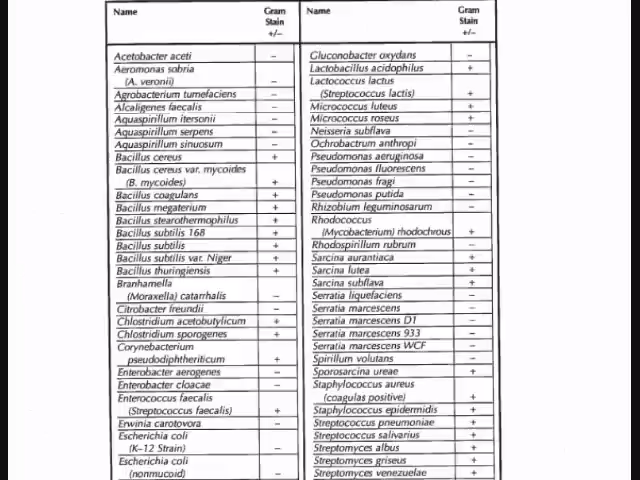 Name
Gram
Stain
+/–
Acetobacter aceti –
Aeromonas sobria
(A. veronii) –
Agrobacterium tumefaciens –
Alcaligenes faecalis –
Aquaspirillum itersonii –
Aquaspirillum serpens –
Aquaspirillum sinuosum –
Bacillus cereus +
Bacillus cereus var. mycoides
(B. mycoides) +
Bacillus coagulans +
Bacillus megaterium +
Bacillus stearothermophilus +
Bacillus subtilis 168 +
Bacillus subtilis +
Bacillus subtilis var. Niger +
Bacillus thuringiensis +
Branhamella
(Moraxella) catarrhalis –
Citrobacter freundii –
Chlostridium acetobutylicum +
Chlostridium sporogenes +
Corynebacterium
pseudodiphtheriticum +
Enterobacter aerogenes –
Enterobacter cloacae –
Enterococcus faecalis
(Streptococcus faecalis) +
Erwinia carotovora –
Escherichia coli
(K-12 Strain) –
Escherichia coli
(nonmucoid) –
Name
Gram
Stain
+/–
Gluconobacter oxydans –
Lactobacillus acidophilus +
Lactococcus lactus
(Streptococcus lactis) +
Micrococcus luteus +
Micrococcus roseus +
Neisseria subflava –
Ochrobactrum anthropi –
Pseudomonas aeruginosa –
Pseudomonas fluorescens –
Pseudomonas fragi –
Pseudomonas putida –
Rhizobium leguminosarum –
Rhodococcus
(Mycobacterium) rhodochrous +
Rhodospirillum rubrum –
Sarcina aurantiaca +
Sarcina lutea +
Sarcina subflava +
Serratia liquefaciens –
Serratia marcescens –
Serratia marcescens D1 –
Serratia marcescens 933 –
Serratia marcescens WCF –
Spirillum volutans –
Sporosarcina ureae +
Staphylococcus aureus
(coagulas positive) +
Staphylococcus epidermidis +
Streptococcus pneumoniae +
Streptococcus salivarius +
Streptomyces albus +
Streptomyces griseus +
Streptomyces venezuelae +